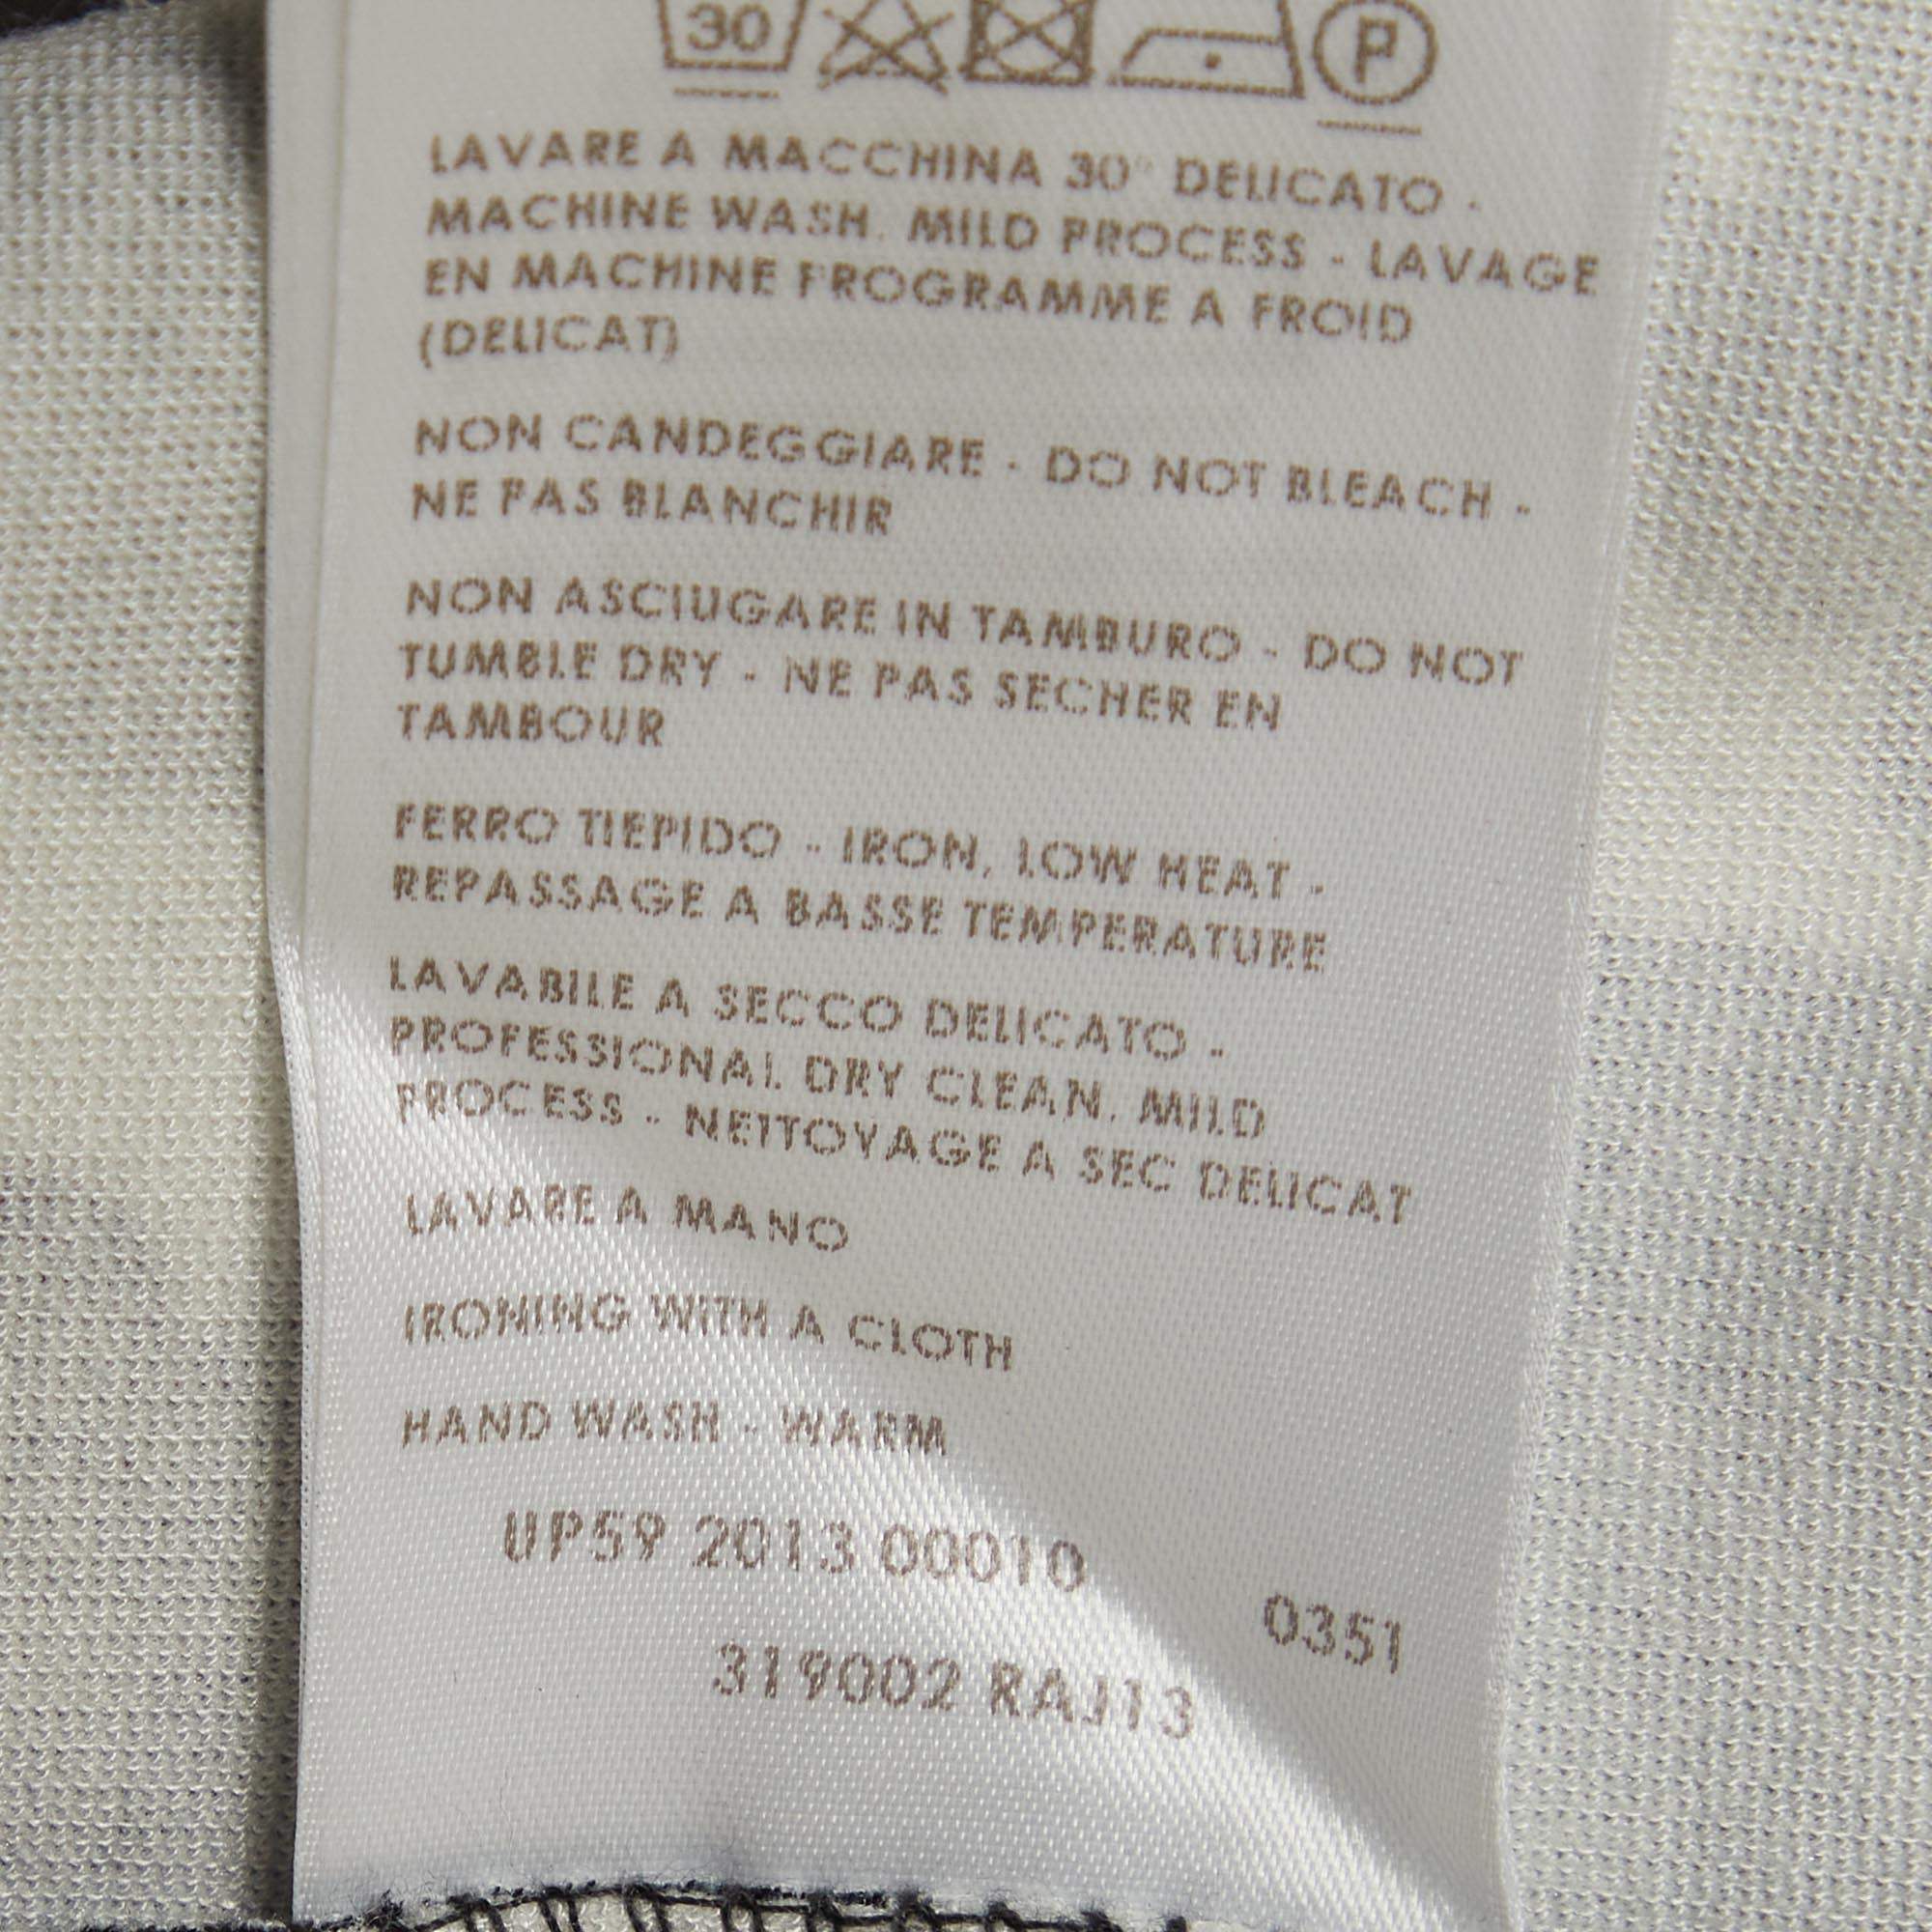 30 P
LAVARE A MACCHINA 30° DELICATO -
MACHINE WASH. MILD PROCESS - LAVAGE
EN MACHINE PROGRAMME A FROID
(DELICAT)
NON CANDEGGIARE - DO NOT BLEACH -
NE PAS BLANCHIR
NON ASCIUGARE IN TAMBURO - DO NOT
TUMBLE DRY - NE PAS SECHER EN
TAMBOUR
FERRO TIEPIDO - IRON, LOW HEAT -
REPASSAGE A BASSE TEMPERATURE
LAVABILE A SECCO DELICATO -
PROFESSIONAL DRY CLEAN. MILD
PROCESS - NETTOYAGE A SEC DELICAT
LAVARE A MANO
IRONING WITH A CLOTH
HAND WASH - WARM
UP59 2013 00010
0351
319002 RAJ13